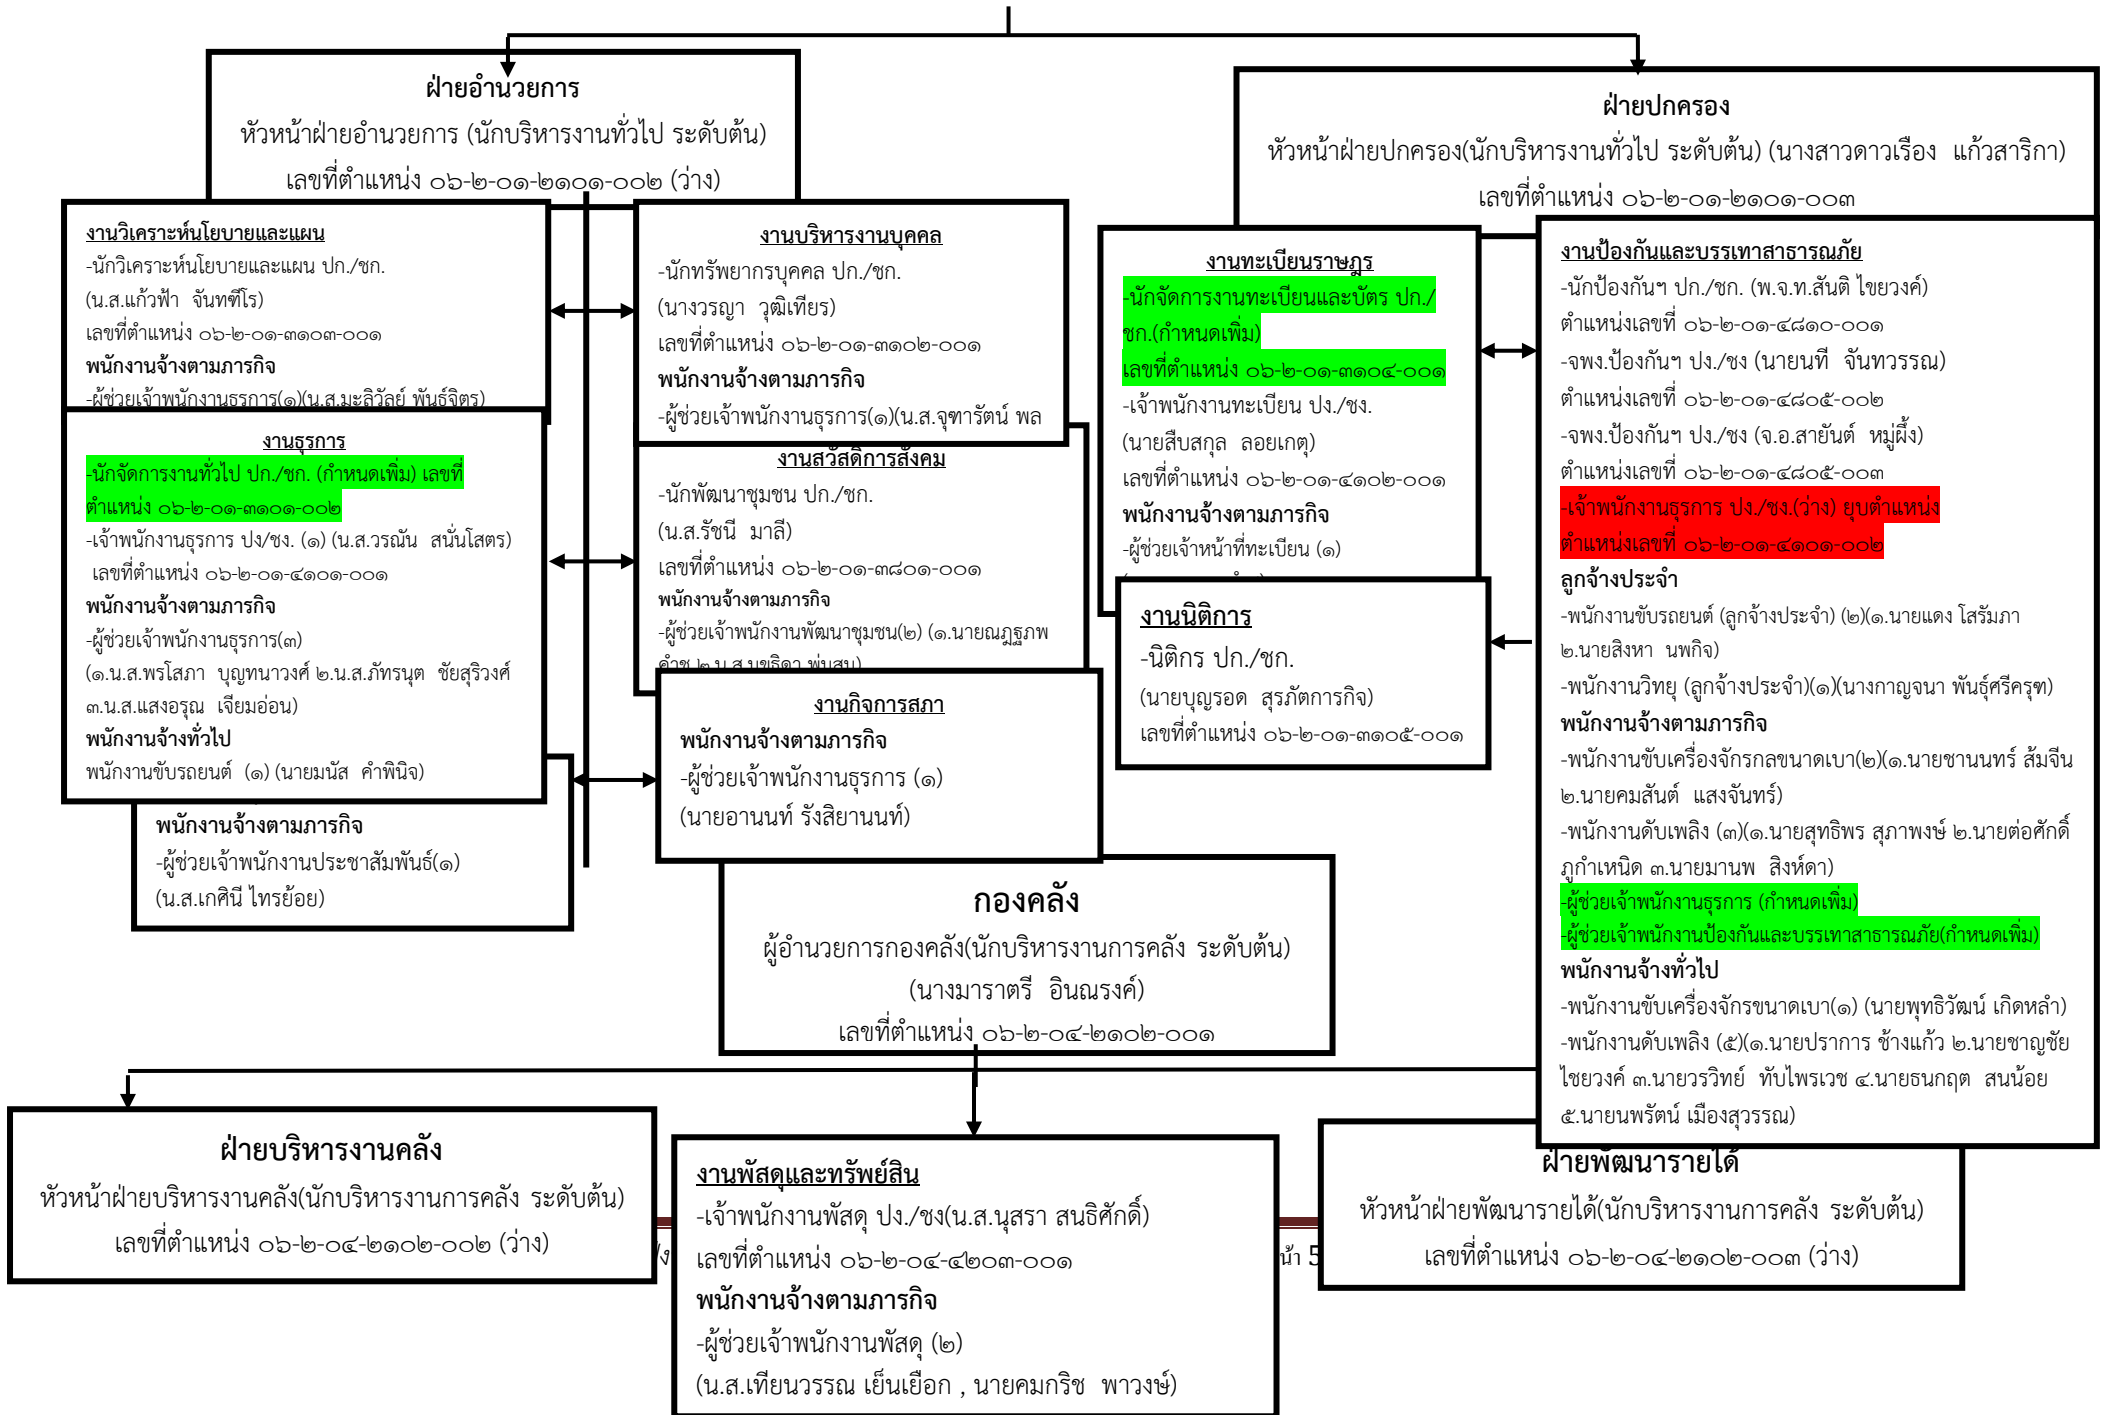 ฝ่ายอำนวยการ
หัวหน้าฝ่ายอำนวยการ (นักบริหารงานทั่วไป ระดับต้น)
เลขที่ตำแหน่ง ๐๖-๒-๐๑-๒๑๐๑-๐๐๒ (ว่าง)
ฝ่ายปกครอง
หัวหน้าฝ่ายปกครอง(นักบริหารงานทั่วไป ระดับต้น) (นางสาวดาวเรือง แก้วสาริกา)
เลขที่ตำแหน่ง ๐๖-๒-๐๑-๒๑๐๑-๐๐๓
งานวิเคราะห์นโยบายและแผน
-นักวิเคราะห์นโยบายและแผน ปก./ชก.
(น.ส.แก้วฟ้า จันทฑีโร)
เลขที่ตำแหน่ง ๐๖-๒-๐๑-๓๑๐๓-๐๐๑
พนักงานจ้างตามภารกิจ
-ผู้ช่วยเจ้าพนักงานธุรการ(๑)(น.ส.มะลิวัลย์ พันธ์จิตร)
งานบริหารงานบุคคล
-นักทรัพยากรบุคคล ปก./ชก.
(นางวรญา วุฒิเทียร)
เลขที่ตำแหน่ง ๐๖-๒-๐๑-๓๑๐๒-๐๐๑
พนักงานจ้างตามภารกิจ
-ผู้ช่วยเจ้าพนักงานธุรการ(๑)(น.ส.จุฑารัตน์ พล
งานธุรการ
-นักจัดการงานทั่วไป ปก./ชก. (กำหนดเพิ่ม) เลขที่
ตำแหน่ง ๐๖-๒-๐๑-๓๑๐๑-๐๐๒
-เจ้าพนักงานธุรการ ปง/ชง. (๑) (น.ส.วรณัน สนั่นโสตร)
เลขที่ตำแหน่ง ๐๖-๒-๐๑-๔๑๐๑-๐๐๑
พนักงานจ้างตามภารกิจ
-ผู้ช่วยเจ้าพนักงานธุรการ(๓)
(๑.น.ส.พรโสภา บุญทนาวงศ์ ๒.น.ส.ภัทรนุต ชัยสุริวงศ์
๓.น.ส.แสงอรุณ เจียมอ่อน)
พนักงานจ้างทั่วไป
พนักงานขับรถยนต์ (๑) (นายมนัส คำพินิจ)
งานสวัสดิการสังคม
-นักพัฒนาชุมชน ปก./ชก.
(น.ส.รัชนี มาลี)
เลขที่ตำแหน่ง ๐๖-๒-๐๑-๓๘๐๑-๐๐๑
พนักงานจ้างตามภารกิจ
-ผู้ช่วยเจ้าพนักงานพัฒนาชุมชน(๒) (๑.นายณฎฐภพ
พนักงานจ้างตามภารกิจ
-ผู้ช่วยเจ้าพนักงานประชาสัมพันธ์(๑)
(น.ส.เกศินี ไทรย้อย)
งานกิจการสภา
พนักงานจ้างตามภารกิจ
-ผู้ช่วยเจ้าพนักงานธุรการ (๑)
(นายอานนท์ รังสิยานนท์)
งานทะเบียนราษฎร
-นักจัดการงานทะเบียนและบัตร ปก./
ชก.(กำหนดเพิ่ม)
เลขที่ตำแหน่ง ๐๖-๒-๐๑-๓๑๐๔-๐๐๑
-เจ้าพนักงานทะเบียน ปง./ชง.
(นายสืบสกุล ลอยเกตุ)
เลขที่ตำแหน่ง ๐๖-๒-๐๑-๔๑๐๒-๐๐๑
พนักงานจ้างตามภารกิจ
-ผู้ช่วยเจ้าหน้าที่ทะเบียน (๑)
งานนิติการ
-นิติกร ปก./ชก.
(นายบุญรอด สุรภัตการกิจ)
เลขที่ตำแหน่ง ๐๖-๒-๐๑-๓๑๐๕-๐๐๑
งานป้องกันและบรรเทาสาธารณภัย
-นักป้องกันฯ ปก./ชก. (พ.จ.ท.สันติ ไขยวงค์)
ตำแหน่งเลขที่ ๐๖-๒-๐๑-๔๘๑๐-๐๐๑
-จพง.ป้องกันฯ ปง./ชง (นายนที จันทวรรณ)
ตำแหน่งเลขที่ ๐๖-๒-๐๑-๔๘๐๕-๐๐๒
-จพง.ป้องกันฯ ปง./ชง (จ.อ.สายันต์ หมู่ผึ้ง)
ตำแหน่งเลขที่ ๐๖-๒-๐๑-๔๘๐๕-๐๐๓
-เจ้าพนักงานธุรการ ปง./ชง.(ว่าง) ยุบตำแหน่ง
ตำแหน่งเลขที่ ๐๖-๒-๐๑-๔๑๐๑-๐๐๒
ลูกจ้างประจำ
-พนักงานขับรถยนต์ (ลูกจ้างประจำ) (๒)(๑.นายแดง โสรัมภา
๒.นายสิงหา นพกิจ)
-พนักงานวิทยุ (ลูกจ้างประจำ)(๑)(นางกาญจนา พันธุ์ศรีครุฑ)
พนักงานจ้างตามภารกิจ
-พนักงานขับเครื่องจักรกลขนาดเบา(๒)(๑.นายชานนทร์ ส้มจีน
๒.นายคมสันต์ แสงจันทร์)
-พนักงานดับเพลิง (๓)(๑.นายสุทธิพร สุภาพงษ์ ๒.นายต่อศักดิ์
ภูกำเหนิด ๓.นายมานพ สิงห์ดา)
-ผู้ช่วยเจ้าพนักงานธุรการ (กำหนดเพิ่ม)
-ผู้ช่วยเจ้าพนักงานป้องกันและบรรเทาสาธารณภัย(กำหนดเพิ่ม)
พนักงานจ้างทั่วไป
-พนักงานขับเครื่องจักรขนาดเบา(๑) (นายพุทธิวัฒน์ เกิดหลำ)
-พนักงานดับเพลิง (๕)(๑.นายปราการ ช้างแก้ว ๒.นายชาญชัย
ไชยวงค์ ๓.นายวรวิทย์ ทับไพรเวช ๔.นายธนกฤต สนน้อย
๕.นายนพรัตน์ เมืองสุวรรณ)
กองคลัง
ผู้อำนวยการกองคลัง(นักบริหารงานการคลัง ระดับต้น)
(นางมาราตรี อินณรงค์)
เลขที่ตำแหน่ง ๐๖-๒-๐๔-๒๑๐๒-๐๐๑
ฝ่ายบริหารงานคลัง
หัวหน้าฝ่ายบริหารงานคลัง(นักบริหารงานการคลัง ระดับต้น)
เลขที่ตำแหน่ง ๐๖-๒-๐๔-๒๑๐๒-๐๐๒ (ว่าง)
งานพัสดุและทรัพย์สิน
-เจ้าพนักงานพัสดุ ปง./ชง(น.ส.นุสรา สนธิศักดิ์)
เลขที่ตำแหน่ง ๐๖-๒-๐๔-๔๒๐๓-๐๐๑
พนักงานจ้างตามภารกิจ
-ผู้ช่วยเจ้าพนักงานพัสดุ (๒)
(น.ส.เทียนวรรณ เย็นเยือก , นายคมกริช พาวงษ์)
ฝ่ายพัฒนารายได้
หัวหน้าฝ่ายพัฒนารายได้(นักบริหารงานการคลัง ระดับต้น)
เลขที่ตำแหน่ง ๐๖-๒-๐๔-๒๑๐๒-๐๐๓ (ว่าง)
น้า 5